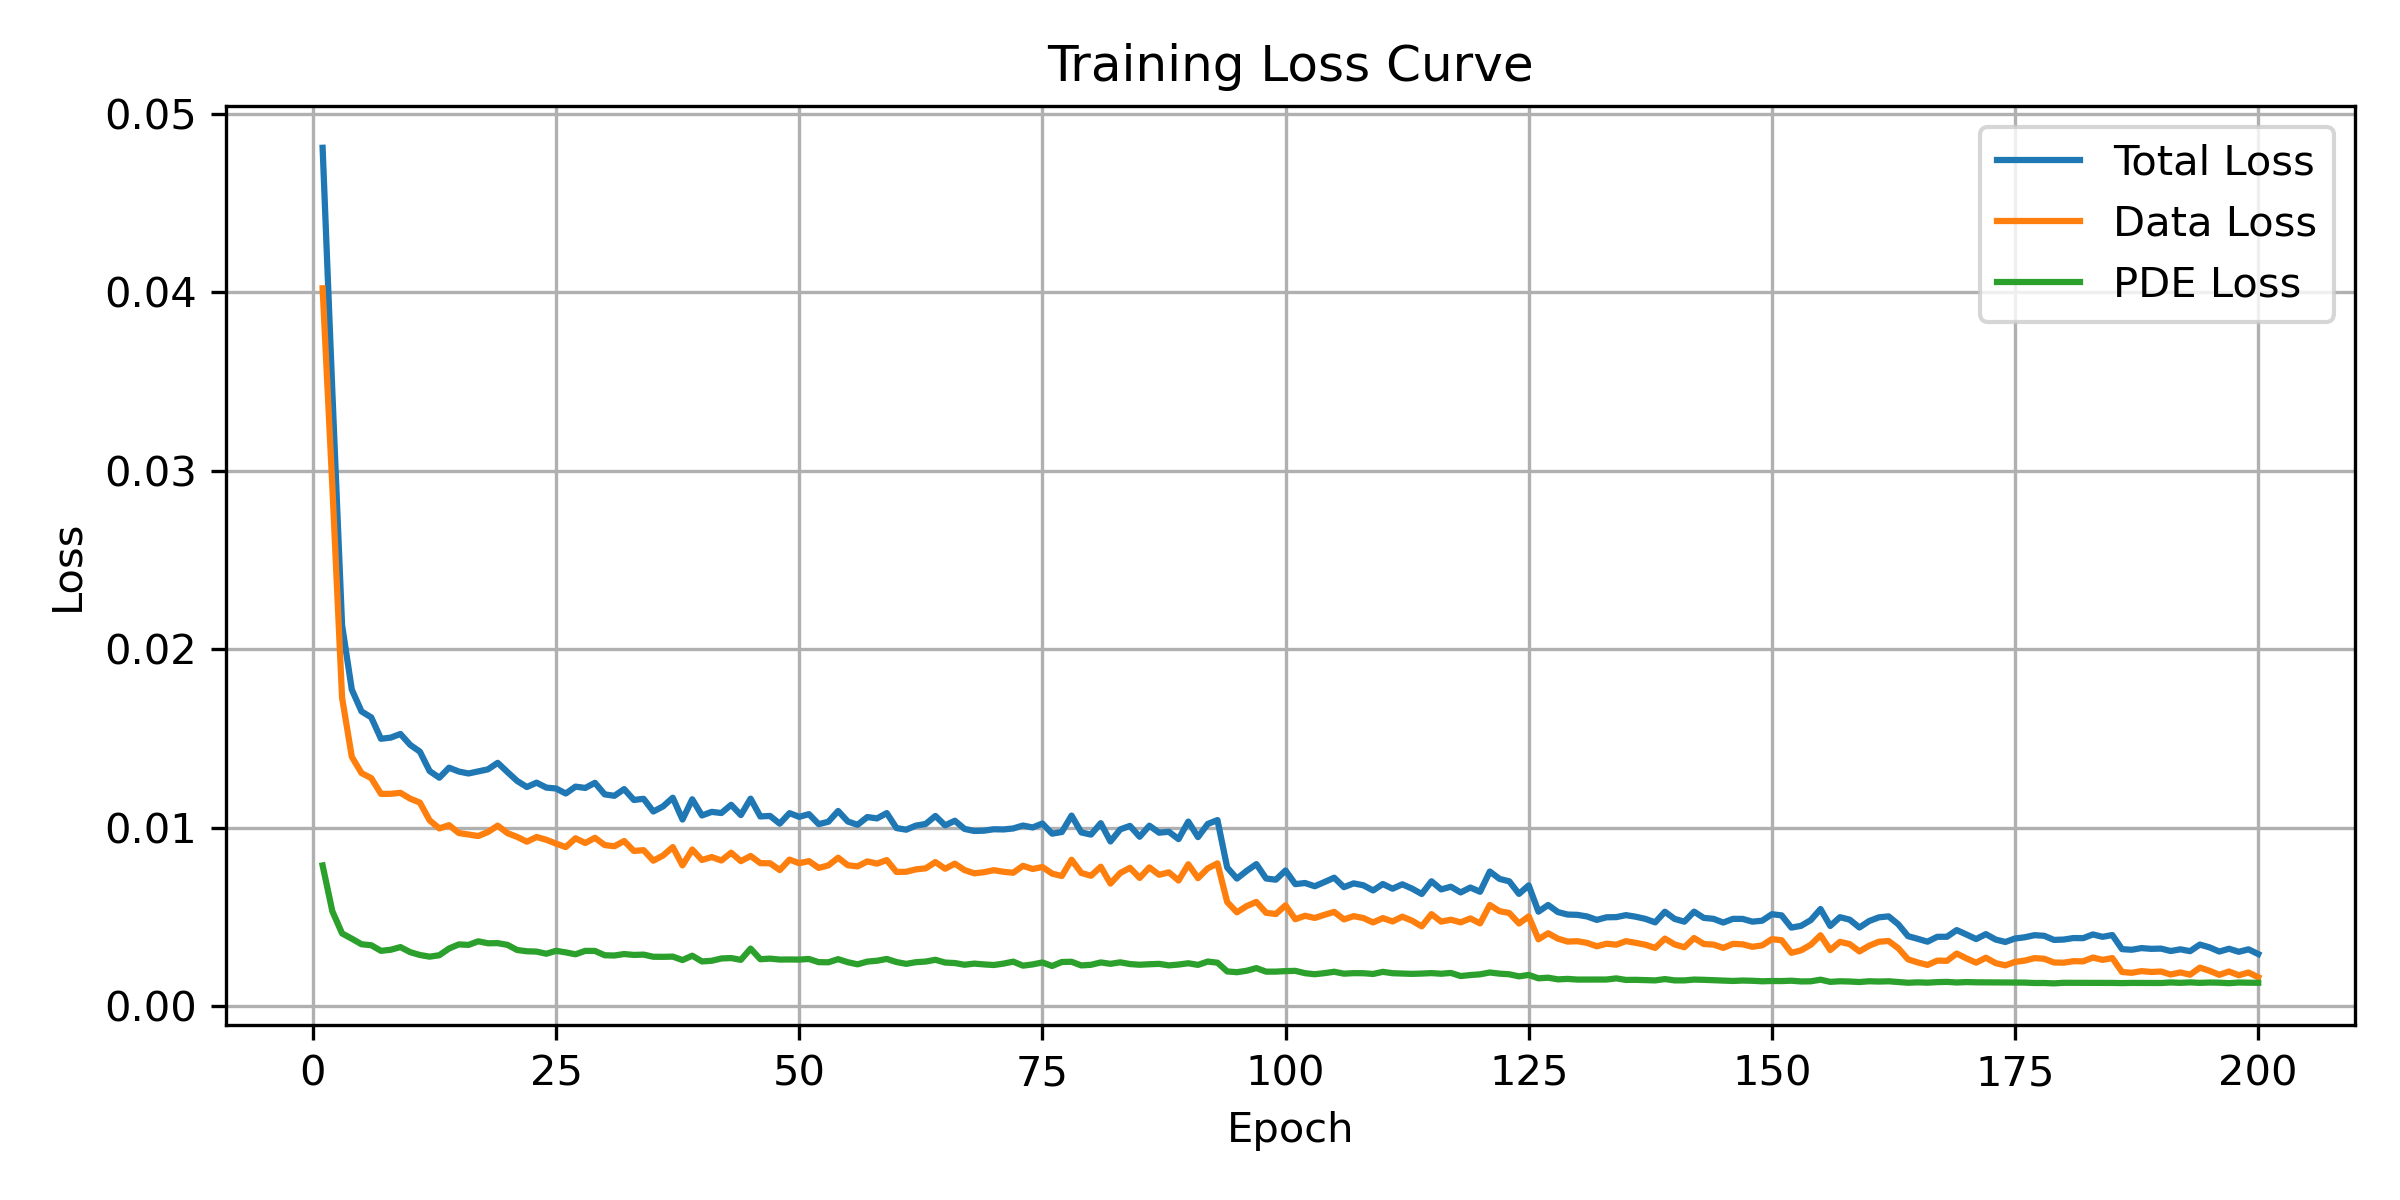 Training Loss Curve
0.05
0.04
0.03
0.02
0.01
0.00
Loss
Total Loss
Data Loss
PDE Loss
0 25 50 75 100 125 150 175 200
Epoch